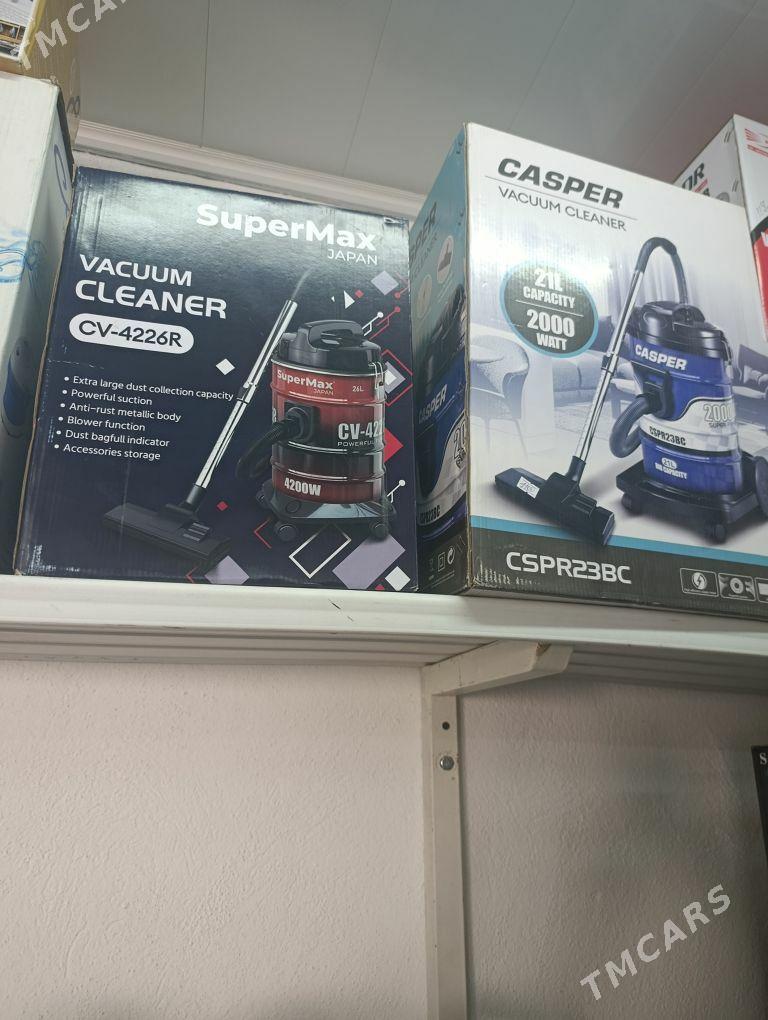 TMCARS
SuperMax
JAPAN
VACUUM
CLEANER
CV-4226R
• Extra large dust collection capacity
• Powerful suction
• Anti-rust metallic body
• Blower function
• Dust bagfull indicator
• Accessories storage
SuperMax
JAPAN
26L
4200W
CASPER
VACUUM CLEANER
21L
CAPACITY
2000
WATT
CASPER
CSPR23BC
21L
CSPR23BC
TMCARS